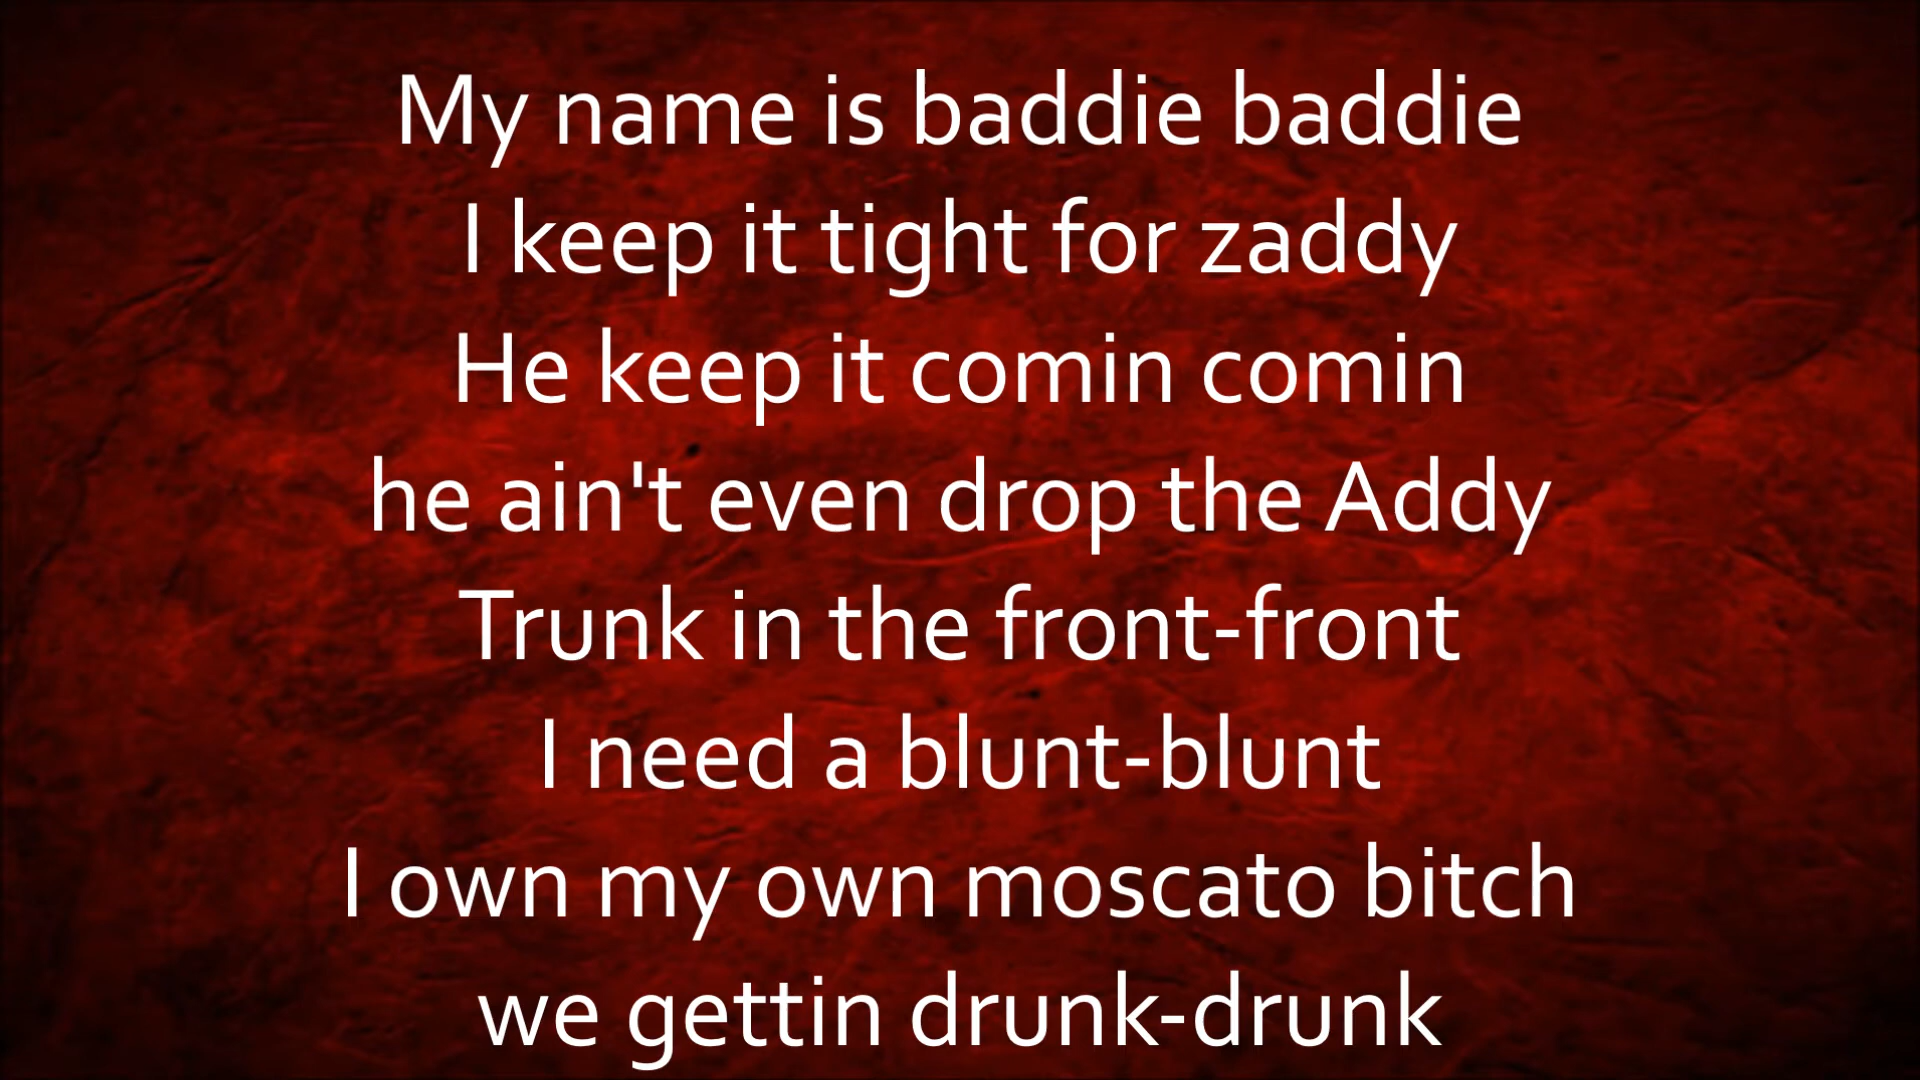 My name is baddie baddie
I keep it tight for zaddy
He keep it comin comin
he ain't even drop the Addy
Trunk in the front-front
I need a blunt-blunt
I own my own moscato bitch
we gettin drunk-drunk